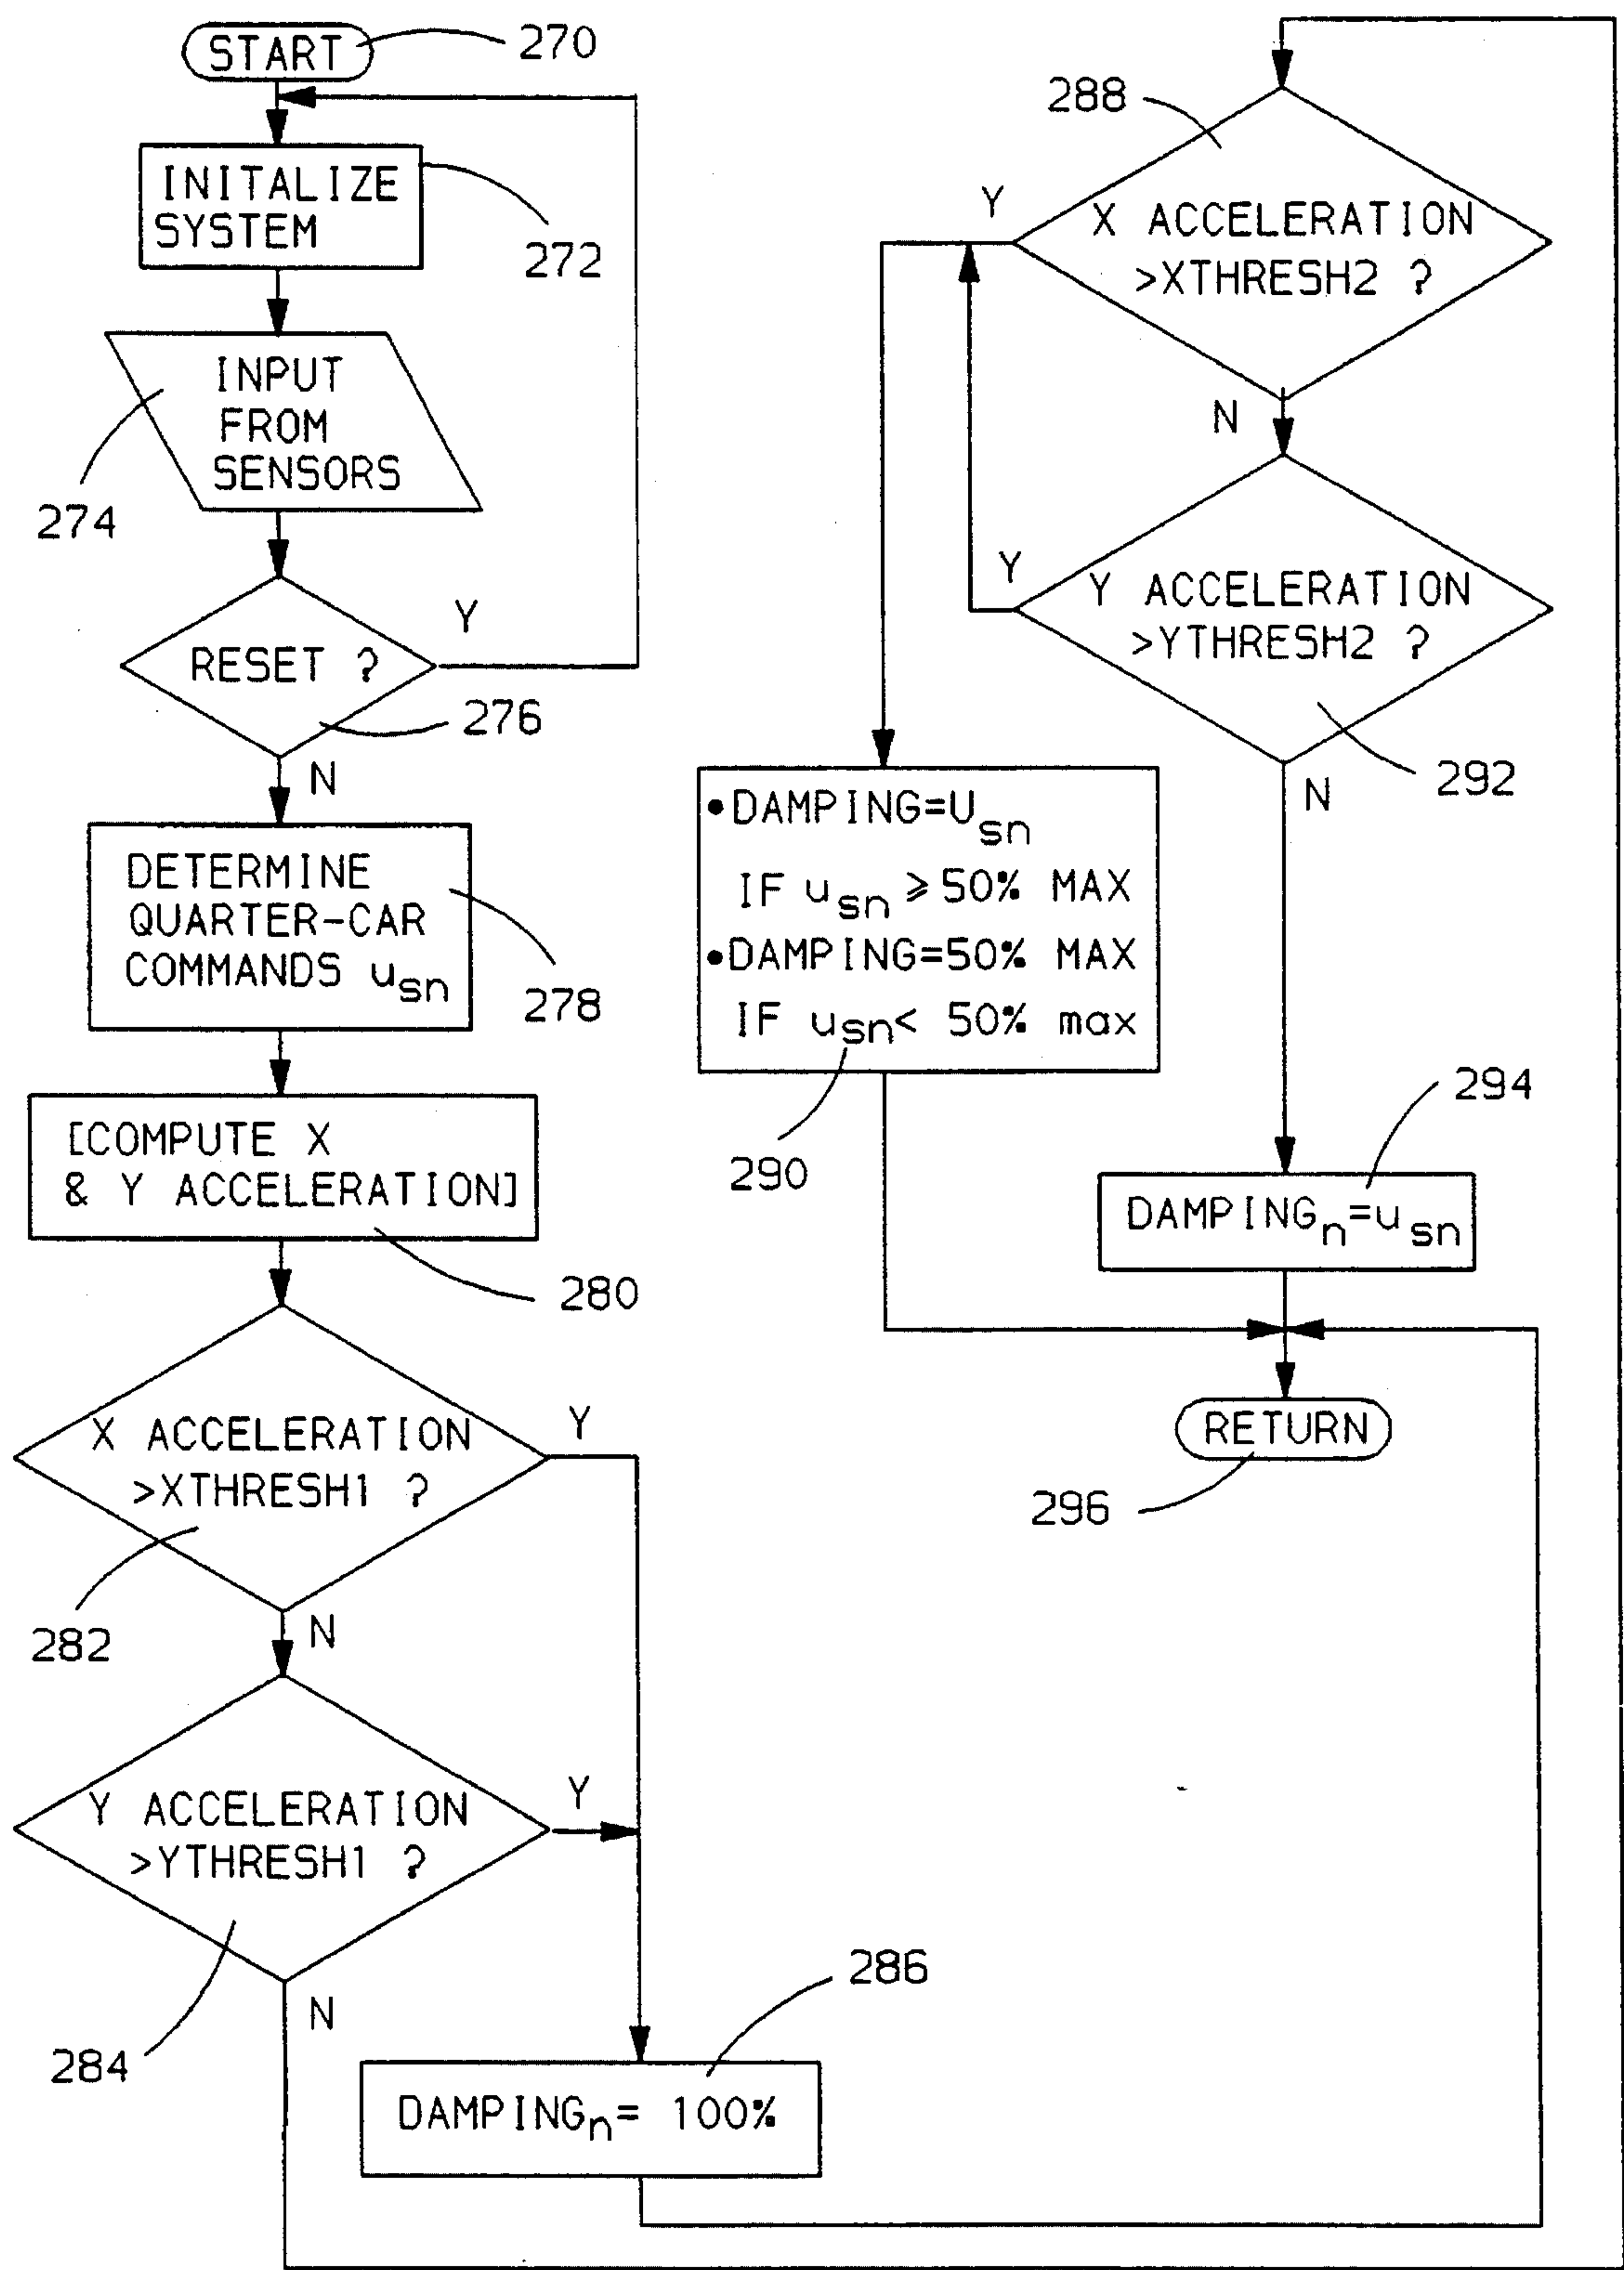 START
270
INITALIZE
SYSTEM
272
INPUT
FROM
SENSORS
274
RESET ?
Y
276
N
DETERMINE
QUARTER-CAR
COMMANDS usn
278
[COMPUTE X
& Y ACCELERATION]
280
X ACCELERATION
>XTHRESH1 ?
Y
282
N
Y ACCELERATION
>YTHRESH1 ?
Y
284
N
286
DAMPINGn= 100%
288
X ACCELERATION
>XTHRESH2 ?
Y
N
Y ACCELERATION
>YTHRESH2 ?
Y
292
N
•DAMPING=Usn
IF usn ⩾ 50% MAX
•DAMPING=50% MAX
IF usn< 50% max
290
294
DAMPINGn=usn
RETURN
296